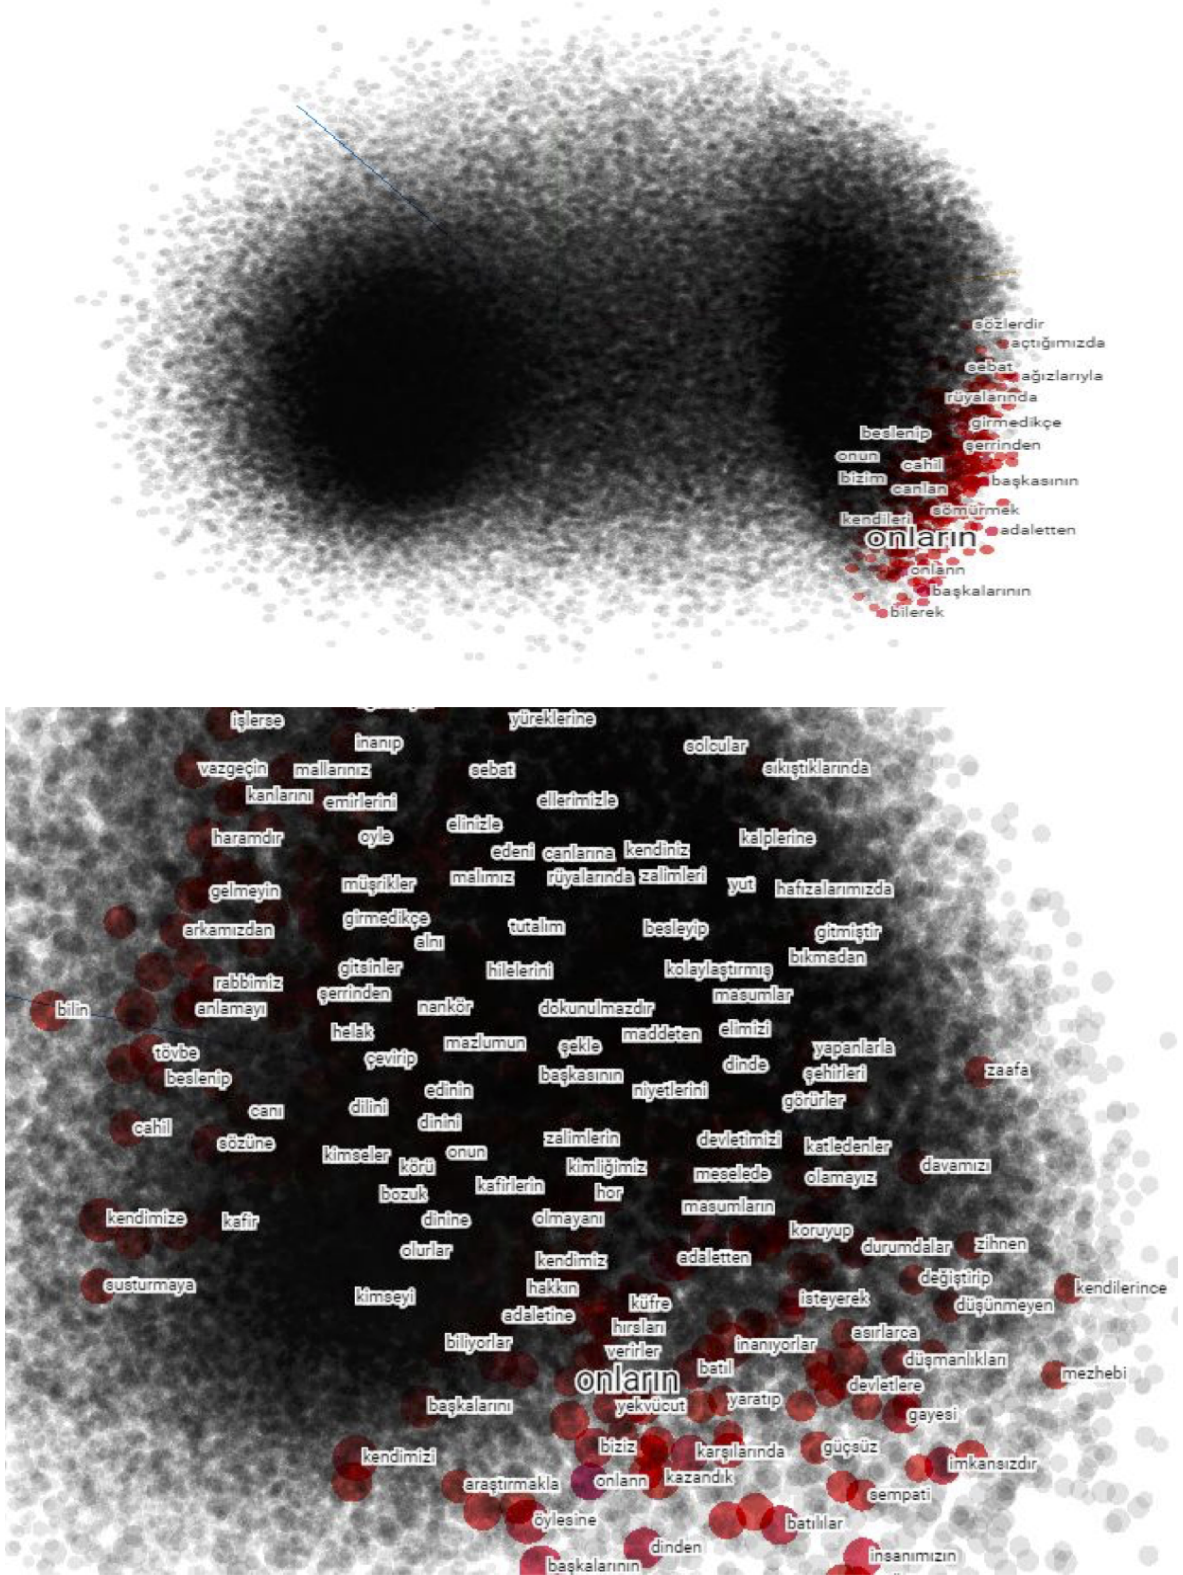 sözlerdir
açtığımızda
sebat
ağızlarıyla
rüyalarında
girmedikçe
beslenip
şerrinden
onun
cahil
bizim
başkasının
canlan
sömürmek
kendileri
adaletten
onların
onlann
başkalarının
bilerek
işlerse
yüreklerine
inanıp
solcular
vazgeçin mallarınız sebat sıkıştıklarında
kanlarını emirlerini ellerimizle
haramdır oyle elinizle kalplerine
edeni canlarına kendiniz
gelmeyin müşrikler malımız rüyalarında zalimleri yut hafızalarımızda
arkamızdan girmedikçe tutalım besleyip gitmiştir
alnı
bıkmadan
gitsinler hilelerini kolaylaştırmış
rabbimiz şerrinden masumlar
bilin anlamayı nankör dokunulmazdır
helak maddeten elimizi
tövbe çevirip mazlumun şekle yapanlarla
beslenip başkasının dinde şehirleri zaafa
edinin niyetlerini görürler
canı dilini
cahil sözüne dinini zalimlerin devletimizi katledenler
kimseler körü onun kimliğimiz meselede olamayız davamızı
bozuk kafirlerin hor
kendimize kafir dinine olmayanı masumların koruyup
olurlar kendimiz adaletten durumdalar zihnen
susturmaya kimseyi hakkın küfre isteyerek değiştirip kendilerince
adaletine düşünmeyen
biliyorlar hırsları inanıyorlar asırlarca
verirler batıl düşmanlıkları mezhebi
onların
başkalarını yekvücut yaratıp devletlere gayesi
kendimizi biziz karşılarında güçsüz imkansızdır
araştırmakla onlann kazandık sempati
öylesine batılılar
başkalarının dinden insanımızın